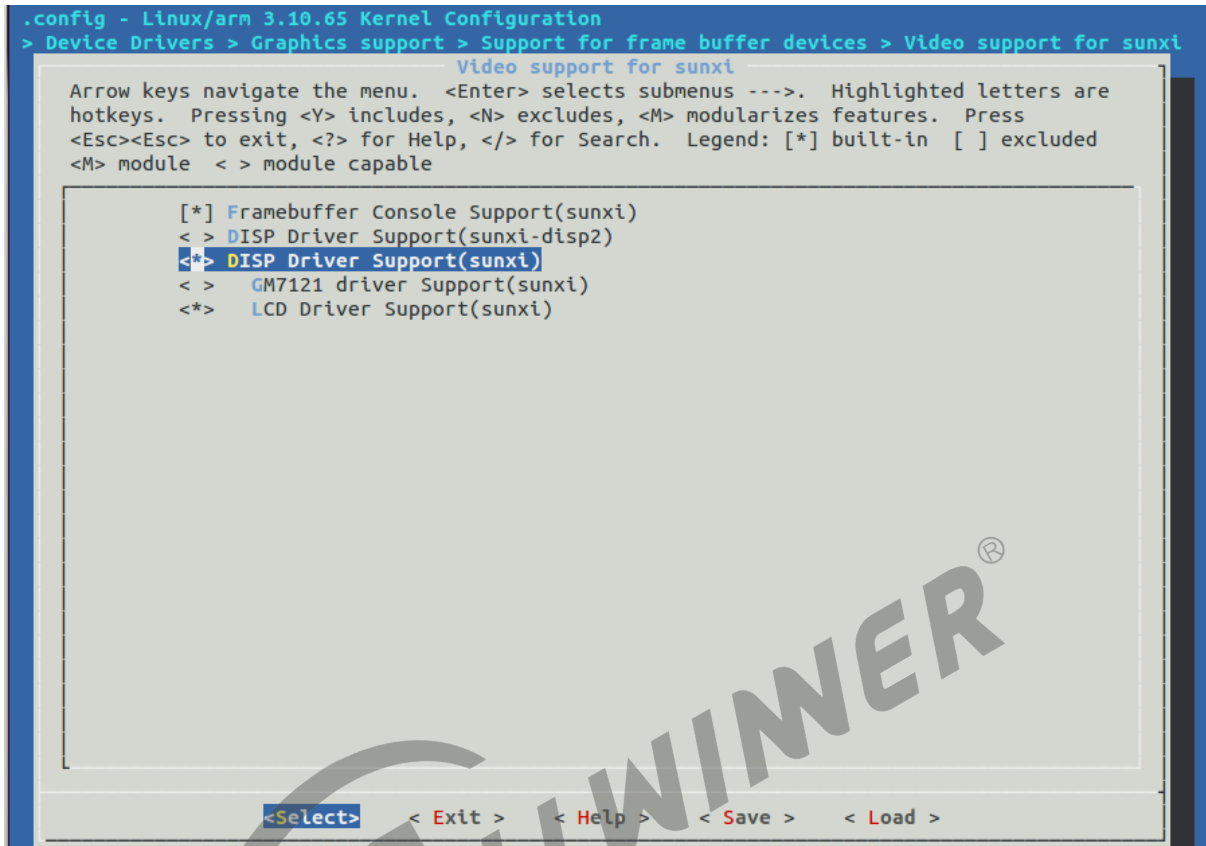 .config - Linux/arm 3.10.65 Kernel Configuration
> Device Drivers > Graphics support > Support for frame buffer devices > Video support for sunxi
Video support for sunxi
Arrow keys navigate the menu.  <Enter> selects submenus --->.  Highlighted letters are
hotkeys.  Pressing <Y> includes, <N> excludes, <M> modularizes features.  Press
<Esc><Esc> to exit, <?> for Help, </> for Search.  Legend: [*] built-in  [ ] excluded
<M> module  < > module capable
[*] Framebuffer Console Support(sunxi)
< > DISP Driver Support(sunxi-disp2)
<*> DISP Driver Support(sunxi)
< >   GM7121 driver Support(sunxi)
<*>   LCD Driver Support(sunxi)
<Select>    < Exit >    < Help >    < Save >    < Load >